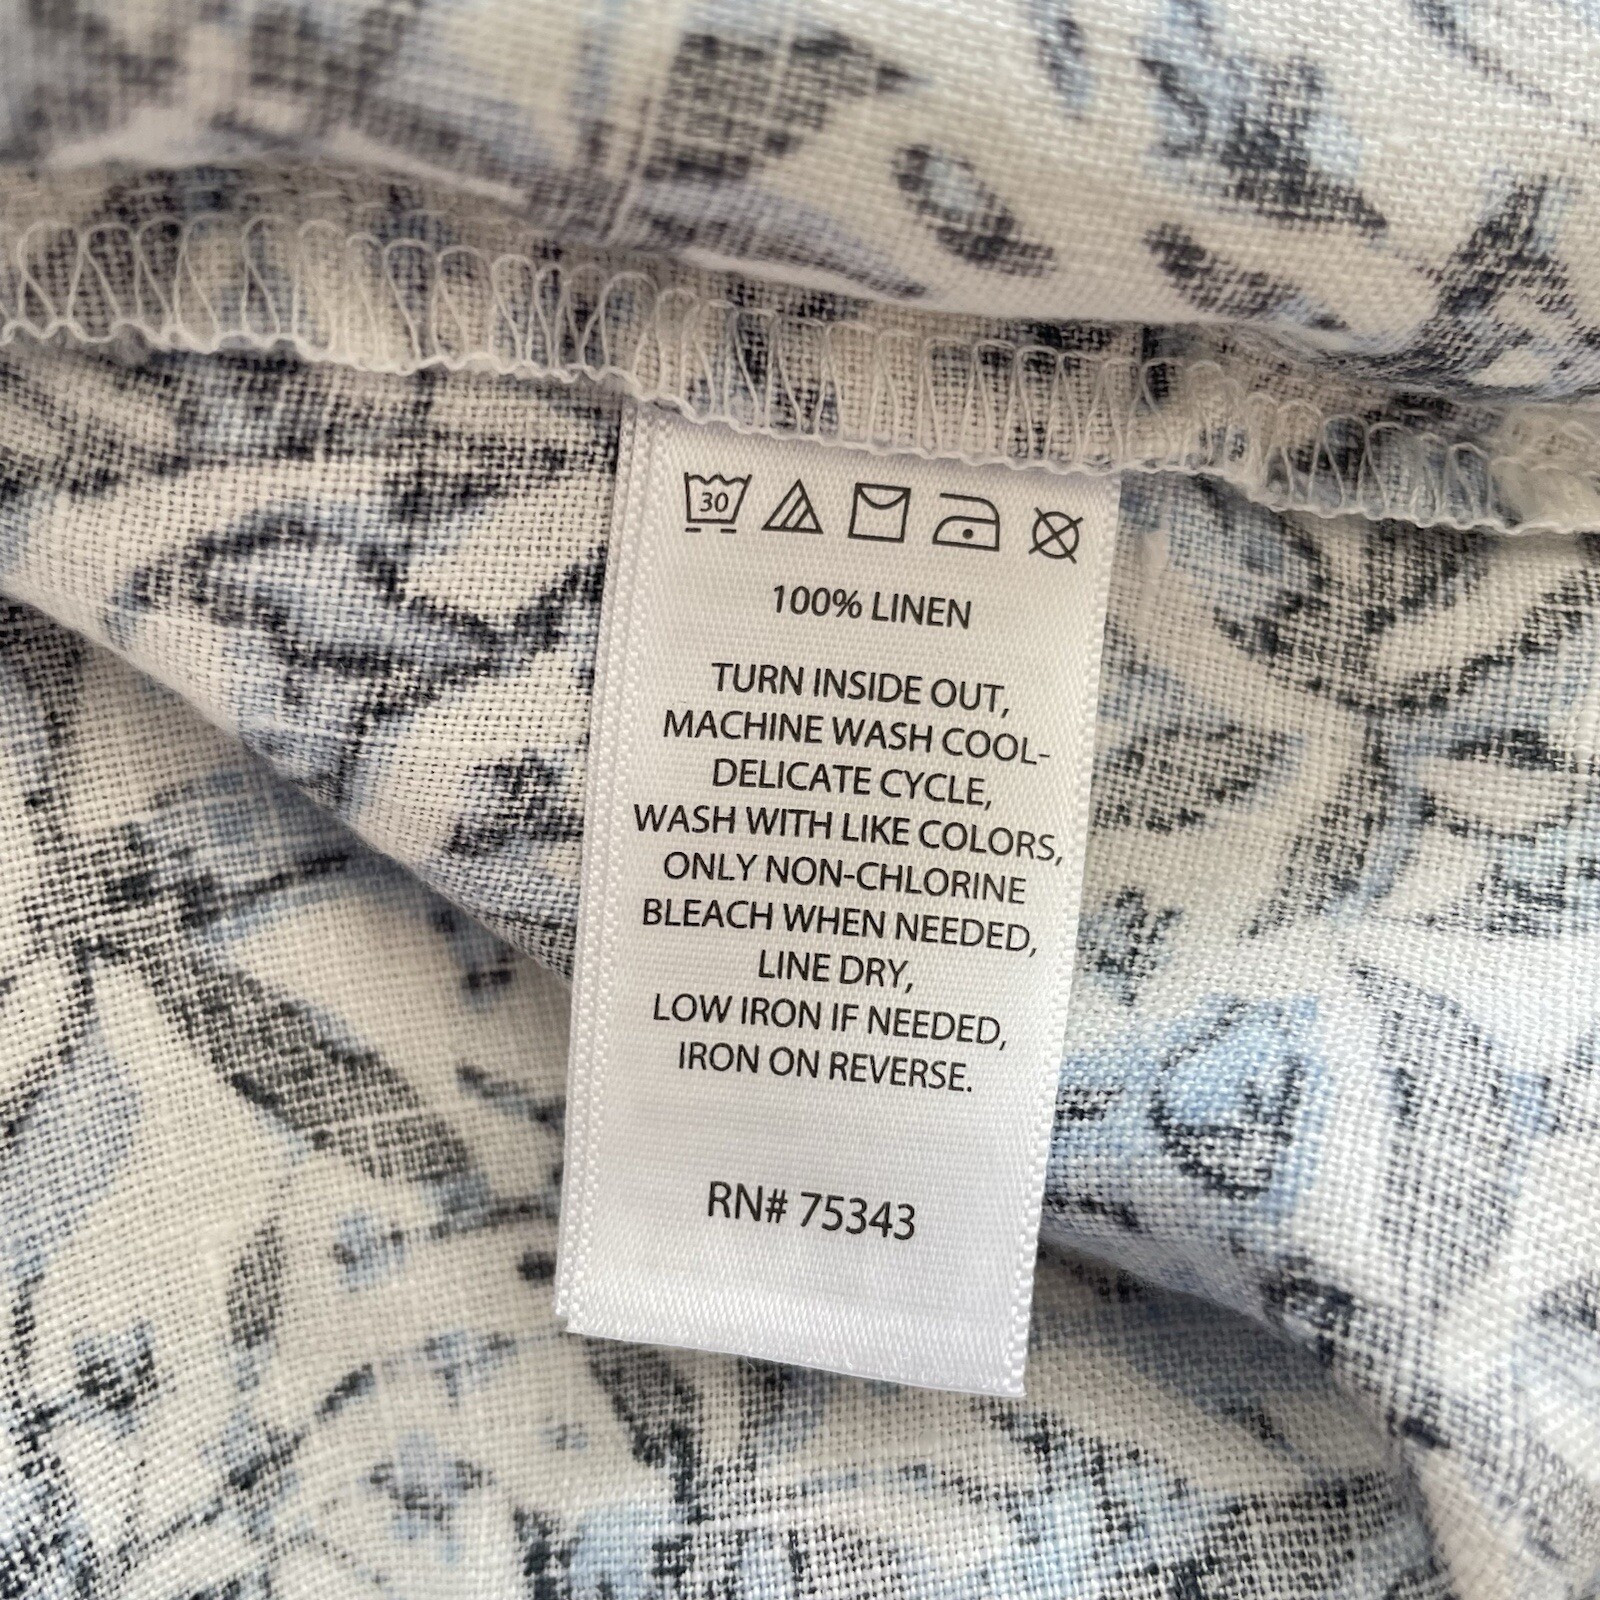 30
100% LINEN
TURN INSIDE OUT,
MACHINE WASH COOL-
DELICATE CYCLE,
WASH WITH LIKE COLORS,
ONLY NON-CHLORINE
BLEACH WHEN NEEDED,
LINE DRY,
LOW IRON IF NEEDED,
IRON ON REVERSE.
RN# 75343